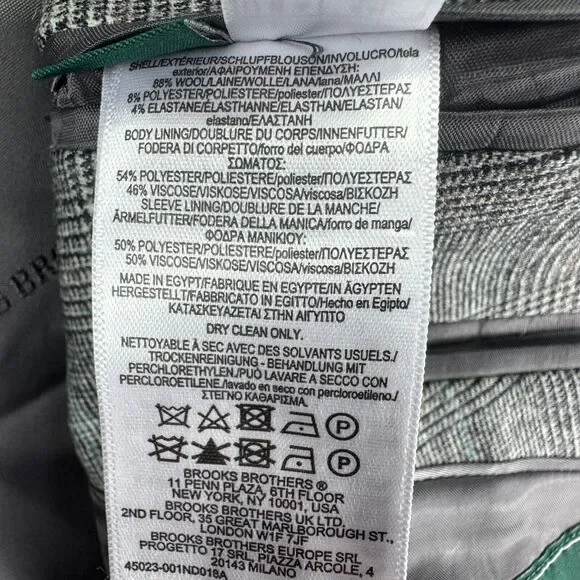 SHELL/EXTÉRIEUR/SCHLUPFBLOUSON/INVOLUCRO/tela
exterior/ΑΦΑΙΡΟΥΜΕΝΗ ΕΠΕΝΔΥΣΗ:
88% WOOL/LAINE/WOLLE/LANA/lana/ΜΑΛΛΙ
8% POLYESTER/POLIESTERE/poliester/ΠΟΛΥΕΣΤΕΡΑΣ
4% ELASTANE/ÉLASTHANNE/ELASTHAN/ELASTAN/
elastano/ΕΛΑΣΤΑΝΗ
BODY LINING/DOUBLURE DU CORPS/INNENFUTTER/
FODERA DI CORPETTO/forro del cuerpo/ΦΟΔΡΑ
ΣΩΜΑΤΟΣ:
54% POLYESTER/POLIESTERE/poliester/ΠΟΛΥΕΣΤΕΡΑΣ
46% VISCOSE/VISKOSE/VISCOSA/viscosa/ΒΙΣΚΟΖΗ
SLEEVE LINING/DOUBLURE DE LA MANCHE/
ÄRMELFUTTER/FODERA DELLA MANICA/forro de manga/
ΦΟΔΡΑ ΜΑΝΙΚΙΟΥ:
50% POLYESTER/POLIESTERE/poliester/ΠΟΛΥΕΣΤΕΡΑΣ
50% VISCOSE/VISKOSE/VISCOSA/viscosa/ΒΙΣΚΟΖΗ
MADE IN EGYPT/FABRIQUE EN EGYPTE/IN ÄGYPTEN
HERGESTELLT/FABBRICATO IN EGITTO/Hecho en Egipto/
ΚΑΤΑΣΚΕΥΑΖΕΤΑΙ ΣΤΗΝ ΑΙΓΥΠΤΟ
DRY CLEAN ONLY.
NETTOYABLE À SEC AVEC DES SOLVANTS USUELS./
TROCKENREINIGUNG - BEHANDLUNG MIT
PERCHLORETHYLEN./PUÒ LAVARE A SECCO CON
PERCLOROETILENE./lavado en seco con percloroetileno./
ΣΤΕΓΝΟ ΚΑΘΑΡΙΣΜΑ.
P
P
BROOKS BROTHERS ®
11 PENN PLAZA, 6TH FLOOR
NEW YORK, NY 10001, USA
BROOKS BROTHERS UK LTD.
2ND FLOOR, 35 GREAT MARLBOROUGH ST.
LONDON W1F 7JF
BROOKS BROTHERS EUROPE SRL
PROGETTO 17 SRL PIAZZA ARCOLE, 4
20143 MILANO
45023-001ND018A